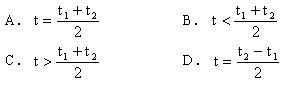 A. t = (t₁+t₂)/2    B. t < (t₁+t₂)/2
C. t > (t₁+t₂)/2    D. t = (t₂−t₁)/2